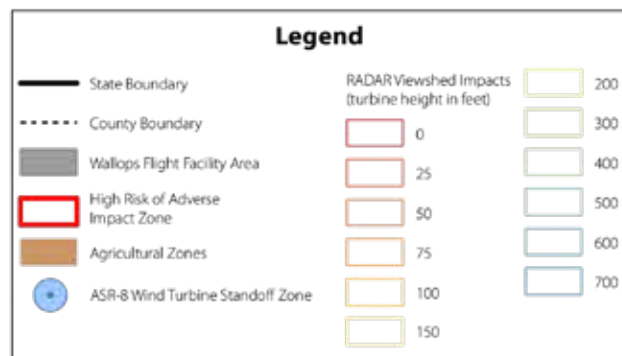 Legend
State Boundary
County Boundary
Wallops Flight Facility Area
High Risk of Adverse
Impact Zone
Agricultural Zones
ASR-8 Wind Turbine Standoff Zone
RADAR Viewshed Impacts
(turbine height in feet)
0
25
50
75
100
150
200
300
400
500
600
700